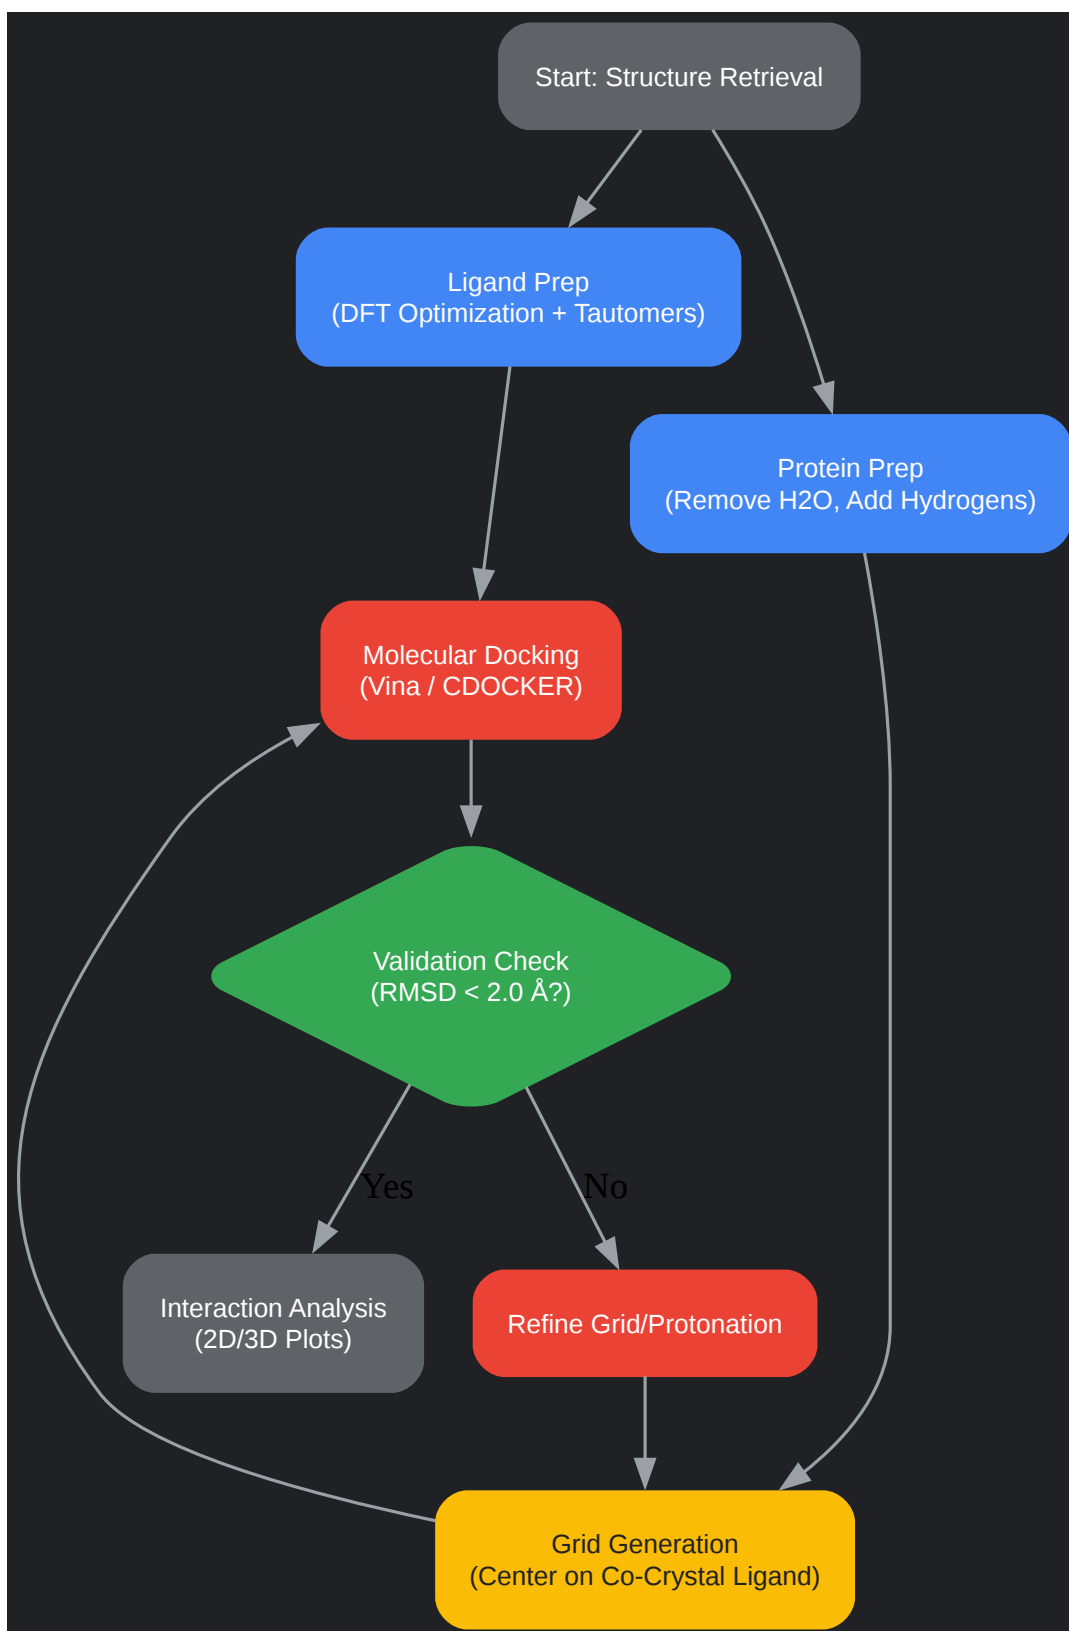 Start: Structure Retrieval
Ligand Prep
(DFT Optimization + Tautomers)
Protein Prep
(Remove H2O, Add Hydrogens)
Molecular Docking
(Vina / CDOCKER)
Validation Check
(RMSD < 2.0 Å?)
Yes
No
Interaction Analysis
(2D/3D Plots)
Refine Grid/Protonation
Grid Generation
(Center on Co-Crystal Ligand)